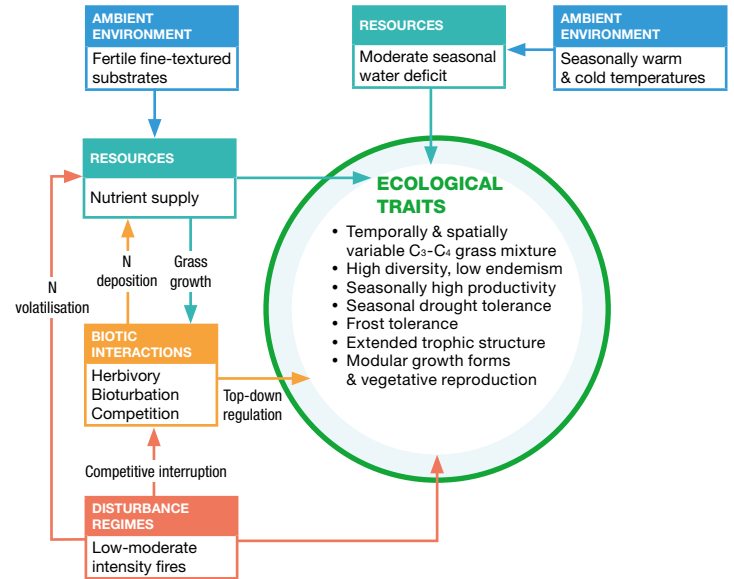 AMBIENT
ENVIRONMENT
Fertile fine-textured
substrates
RESOURCES
Moderate seasonal
water deficit
AMBIENT
ENVIRONMENT
Seasonally warm
& cold temperatures
RESOURCES
Nutrient supply
N
volatilisation
N
deposition
Grass
growth
BIOTIC
INTERACTIONS
Herbivory
Bioturbation
Competition
Top-down
regulation
Competitive interruption
DISTURBANCE
REGIMES
Low-moderate
intensity fires
ECOLOGICAL
TRAITS
• Temporally & spatially
variable C₃-C₄ grass mixture
• High diversity, low endemism
• Seasonally high productivity
• Seasonal drought tolerance
• Frost tolerance
• Extended trophic structure
• Modular growth forms
& vegetative reproduction